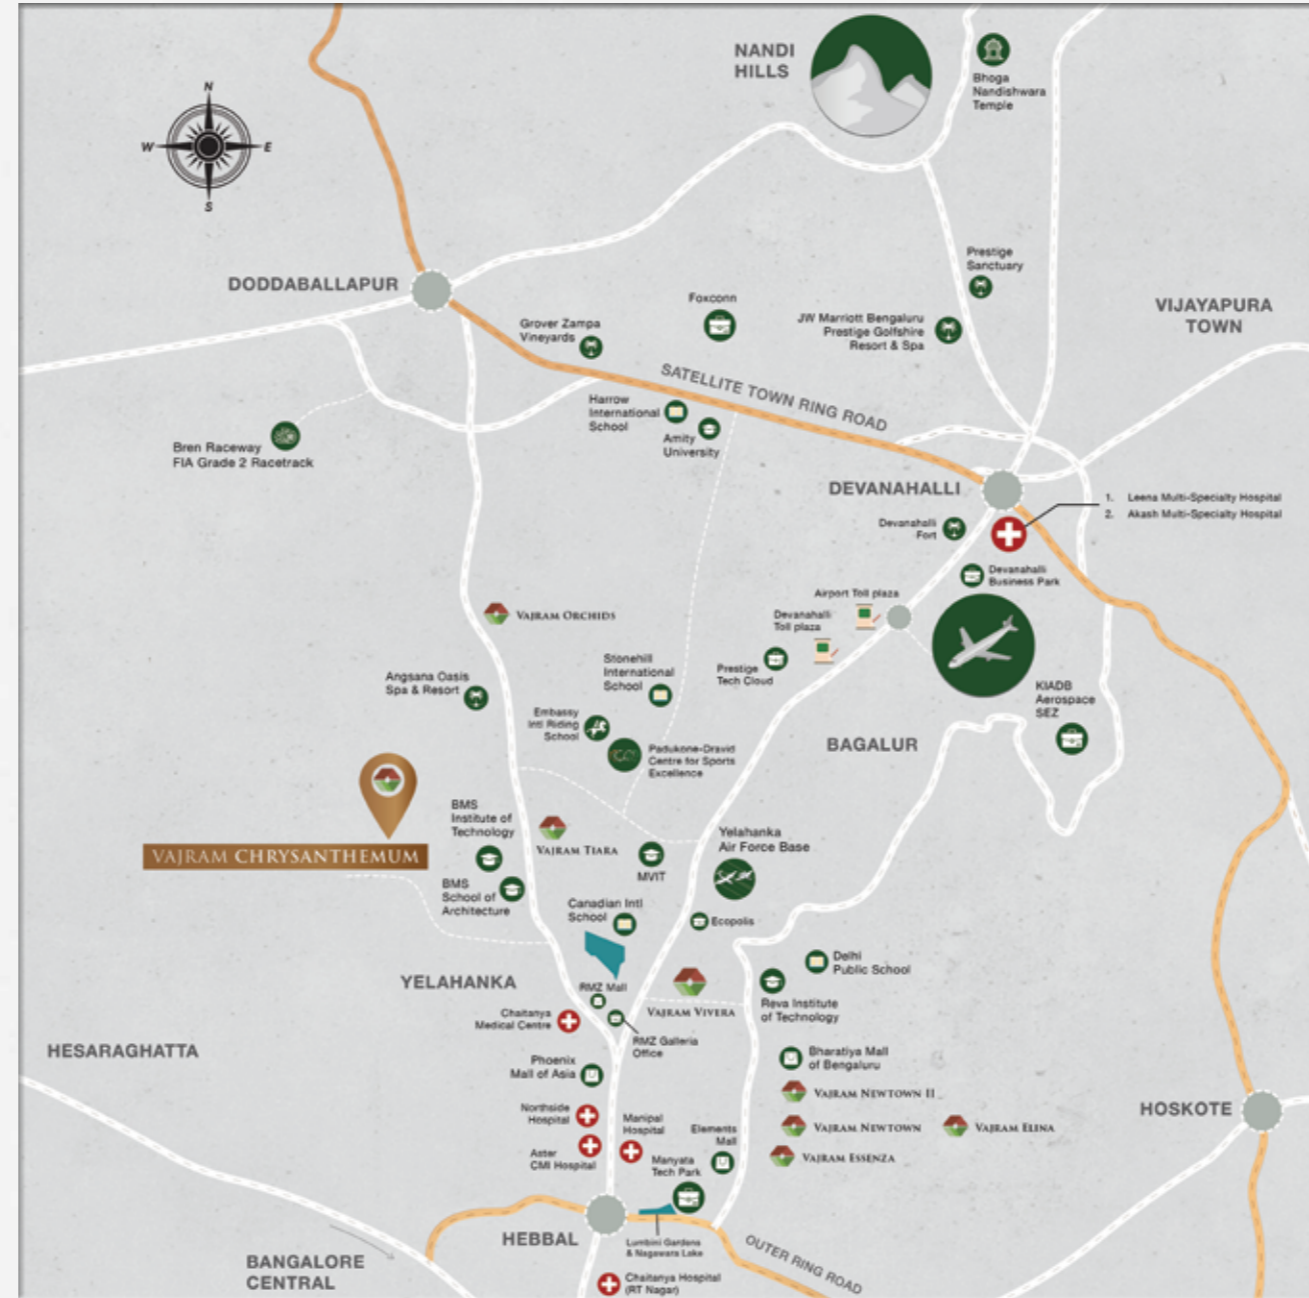 NANDI
HILLS
Bhoga
Nandishwara
Temple
N
W
E
S
Prestige
Sanctuary
DODDABALLAPUR
Foxconn
VIJAYAPURA
TOWN
Grover Zampa
Vineyards
JW Marriott Bengaluru
Prestige Golfshire
Resort & Spa
SATELLITE TOWN RING ROAD
Harrow
International
School
Amity
University
Bren Raceway
FIA Grade 2 Racetrack
DEVANAHALLI
1. Leena Multi-Specialty Hospital
2. Akash Multi-Specialty Hospital
Devanahalli
Fort
Devanahalli
Business Park
Airport Toll plaza
Devanahalli
Toll plaza
VAJRAM ORCHIDS
Stonehill
International
School
Prestige
Tech Cloud
Angsana Oasis
Spa & Resort
KIADB
Aerospace
SEZ
Embassy
Intl Riding
School
Padukone-Dravid
Centre for Sports
Excellence
BAGALUR
BMS
Institute of
Technology
VAJRAM CHRYSANTHEMUM
VAJRAM TIARA
Yelahanka
Air Force Base
MVIT
BMS
School of
Architecture
Canadian Intl
School
Ecopolis
Delhi
Public School
YELAHANKA
RMZ Mall
VAJRAM VIVERA
Reva Institute
of Technology
Chaitanya
Medical Centre
RMZ Galleria
Office
HESARAGHATTA
Phoenix
Mall of Asia
Bharatiya Mall
of Bengaluru
VAJRAM NEWTOWN II
Northside
Hospital
Manipal
Hospital
Elements
Mall
VAJRAM NEWTOWN
VAJRAM ELINA
HOSKOTE
Aster
CMI Hospital
Manyata
Tech Park
VAJRAM ESSENZA
HEBBAL
Lumbini Gardens
& Nagawara Lake
OUTER RING ROAD
BANGALORE
CENTRAL
Chaitanya Hospital
(RT Nagar)